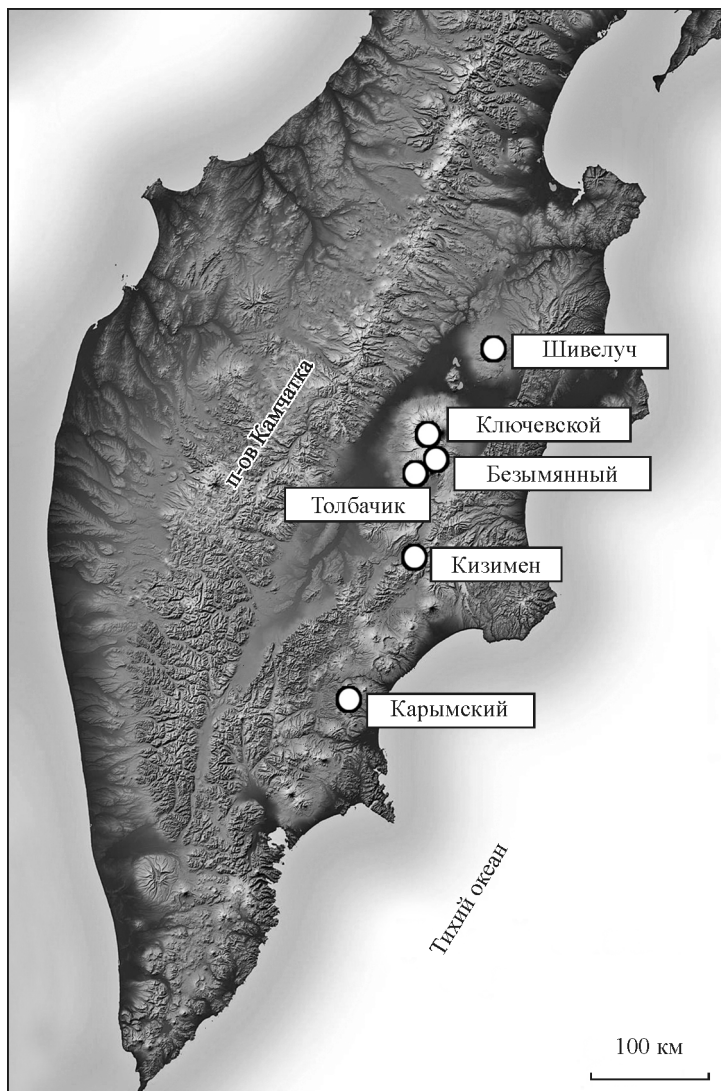 Шивелуч
Ключевской
п-ов Камчатка
Безымянный
Толбачик
Кизимен
Карымский
Тихий океан
100 км